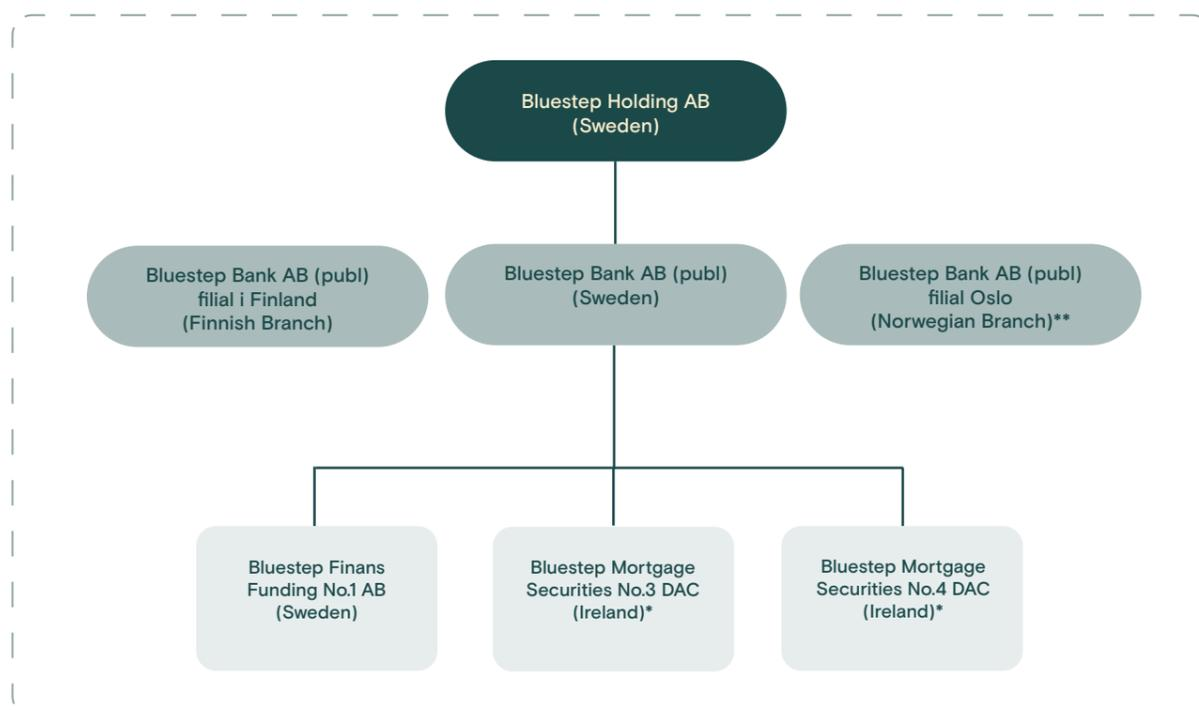 Bluestep Holding AB
(Sweden)
Bluestep Bank AB (publ)
filial i Finland
(Finnish Branch)
Bluestep Bank AB (publ)
(Sweden)
Bluestep Bank AB (publ)
filial Oslo
(Norwegian Branch)**
Bluestep Finans
Funding No.1 AB
(Sweden)
Bluestep Mortgage
Securities No.3 DAC
(Ireland)*
Bluestep Mortgage
Securities No.4 DAC
(Ireland)*